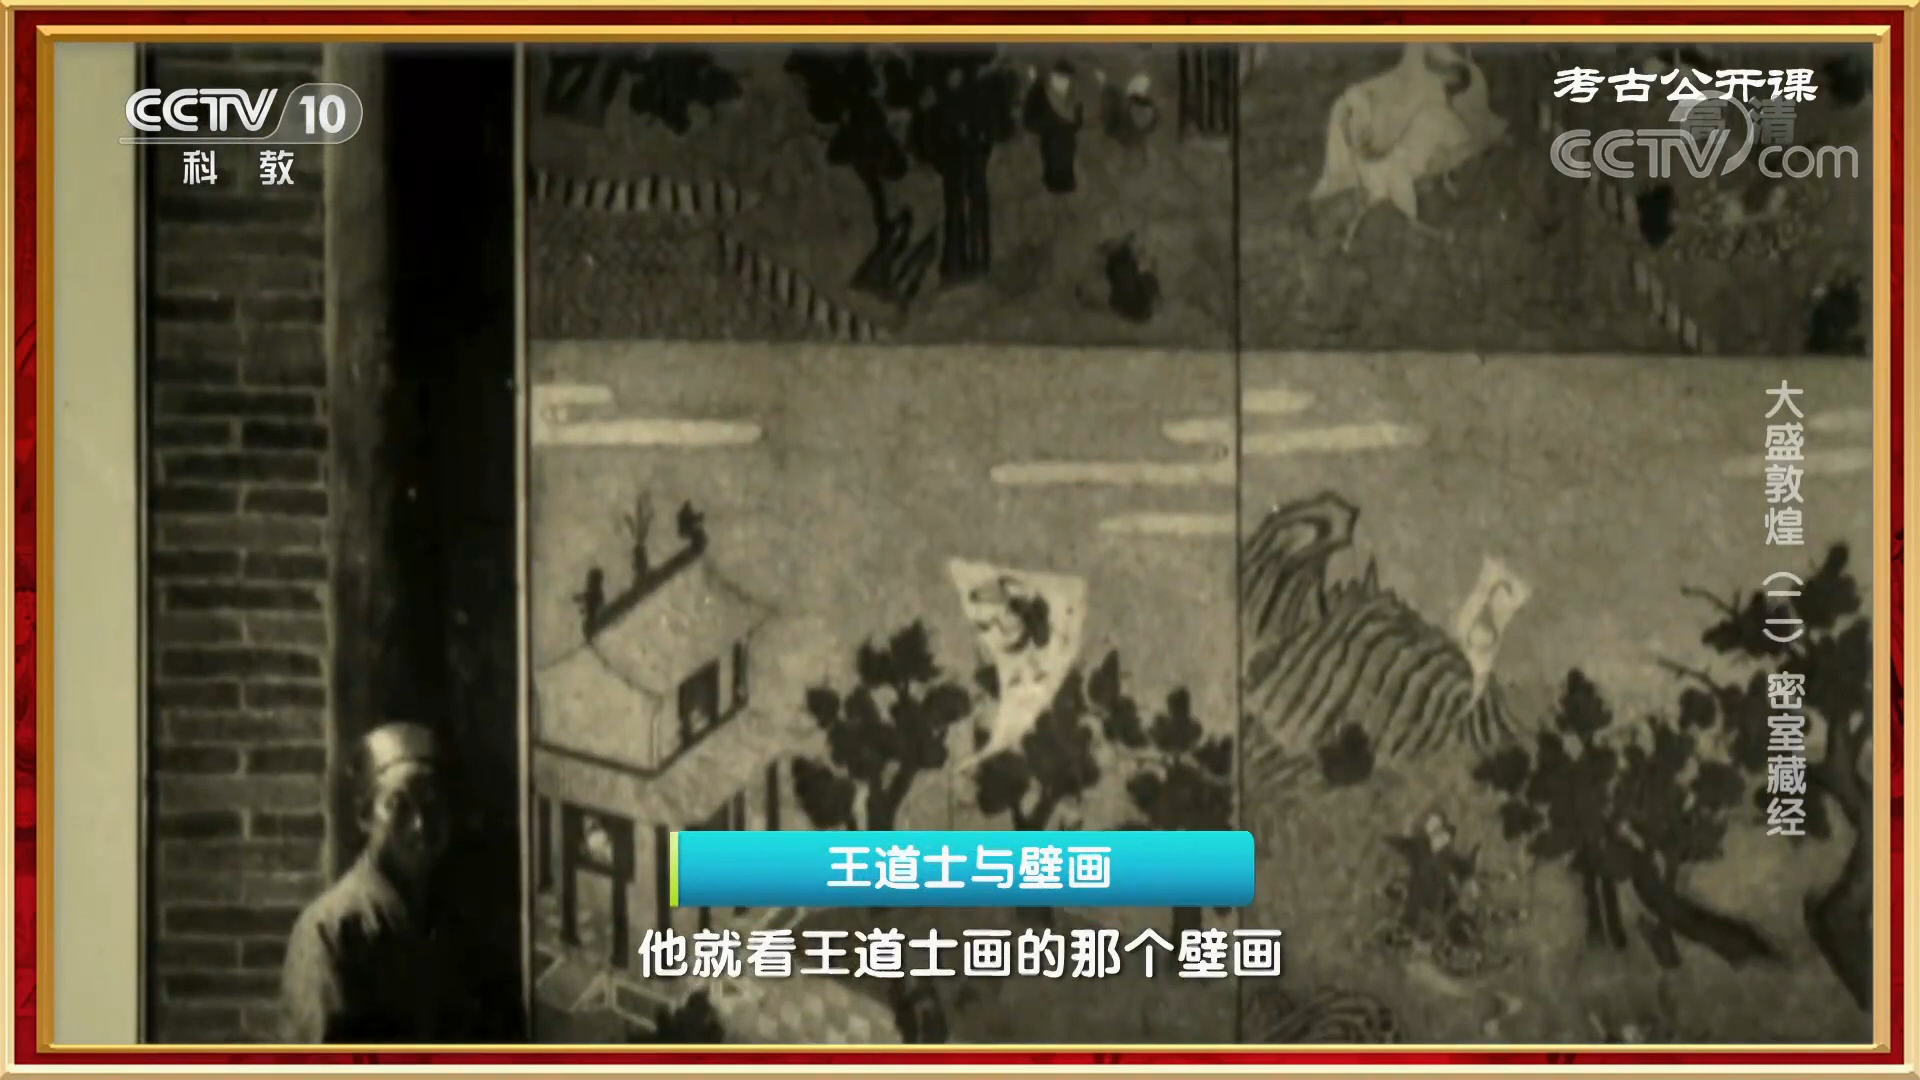 CCTV 10
科 教
考古公开课
高清
CCTV com
大盛敦煌（二）密室藏经
王道士与壁画
他就看王道士画的那个壁画